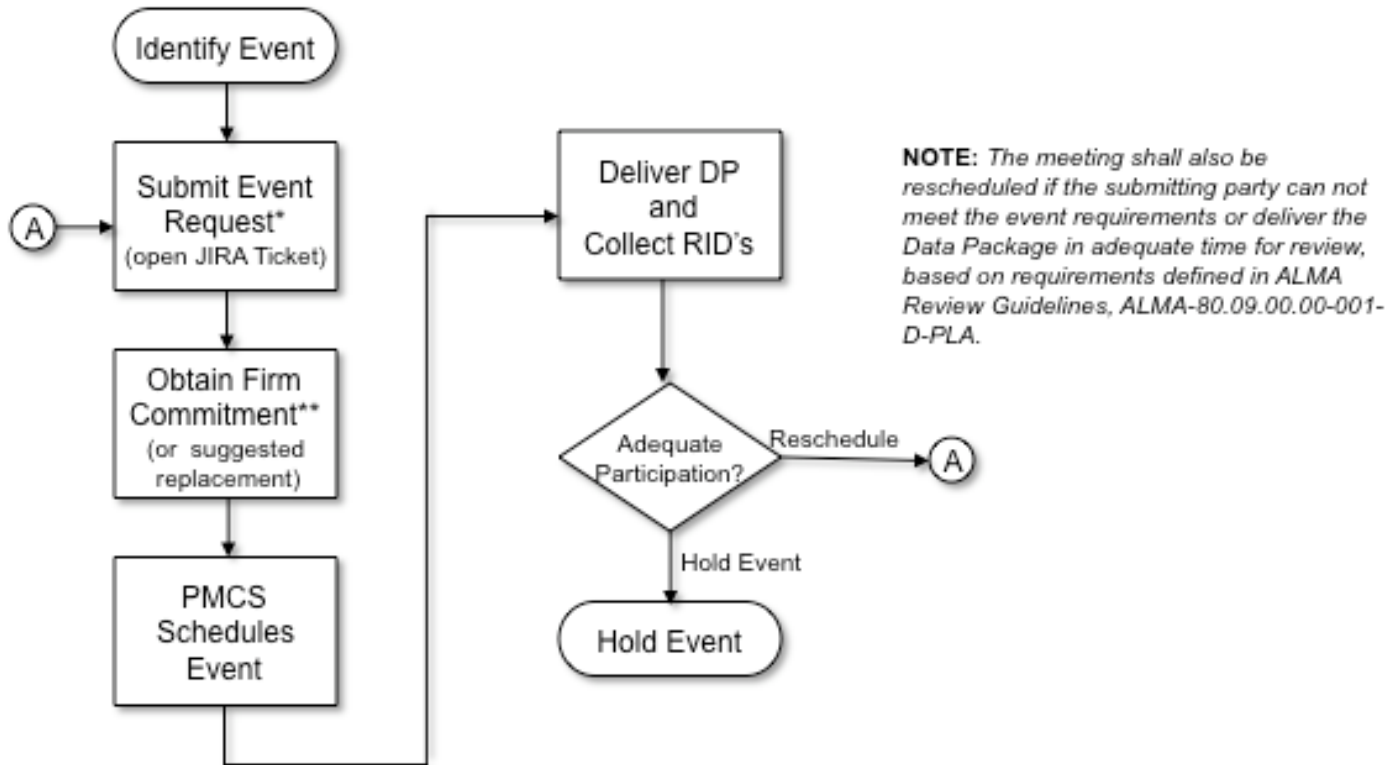 Identify Event
Submit Event
Request*
(open JIRA Ticket)
A
Obtain Firm
Commitment**
(or suggested
replacement)
PMCS
Schedules
Event
Deliver DP
and
Collect RID's
Adequate
Participation?
Reschedule
A
Hold Event
Hold Event
NOTE: The meeting shall also be
rescheduled if the submitting party can not
meet the event requirements or deliver the
Data Package in adequate time for review,
based on requirements defined in ALMA
Review Guidelines, ALMA-80.09.00.00-001-
D-PLA.